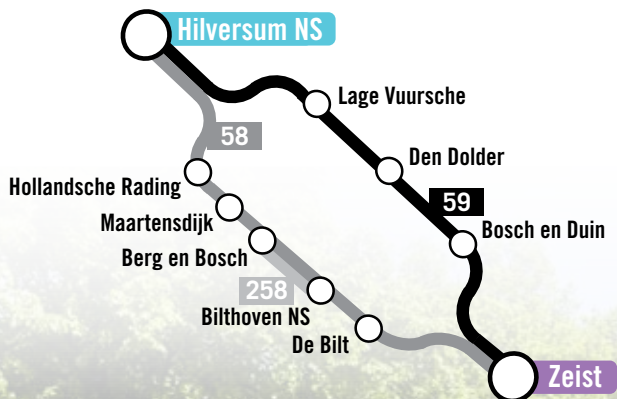 Hilversum NS
Lage Vuursche
58
Den Dolder
Hollandsche Rading
59
Maartensdijk
Bosch en Duin
Berg en Bosch
258
Bilthoven NS
De Bilt
Zeist